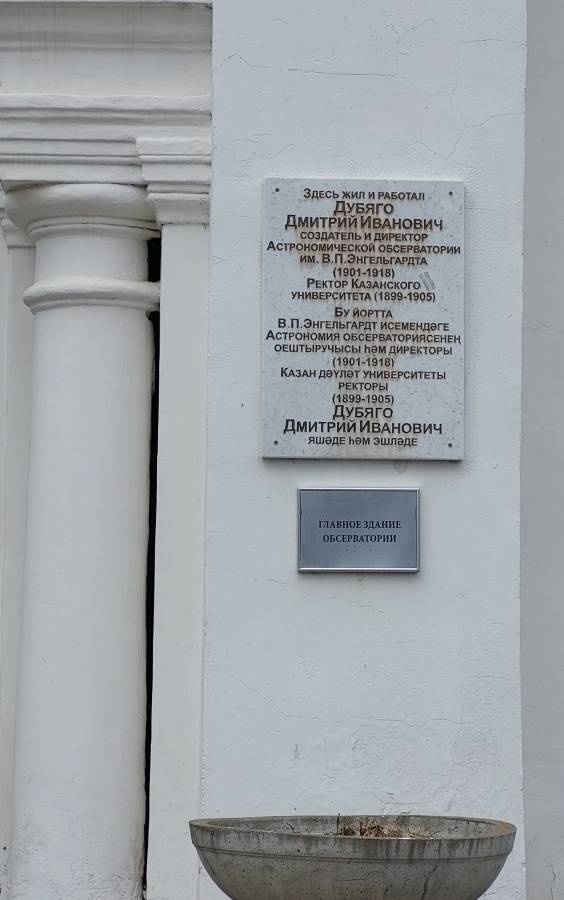 Здесь жил и работал
Дубяго
Дмитрий Иванович
создатель и директор
Астрономической обсерватории
им. В.П.Энгельгардта
(1901-1918)
Ректор Казанского
университета (1899-1905)
Бу йортта
В.П.Энгельгардт исемендәге
Астрономия обсерваториясенең
оештыручысы һәм директоры
(1901-1918)
Казан дәүләт университеты
ректоры
(1899-1905)
Дубяго
Дмитрий Иванович
яшәде һәм эшләде
ГЛАВНОЕ ЗДАНИЕ
ОБСЕРВАТОРИИ